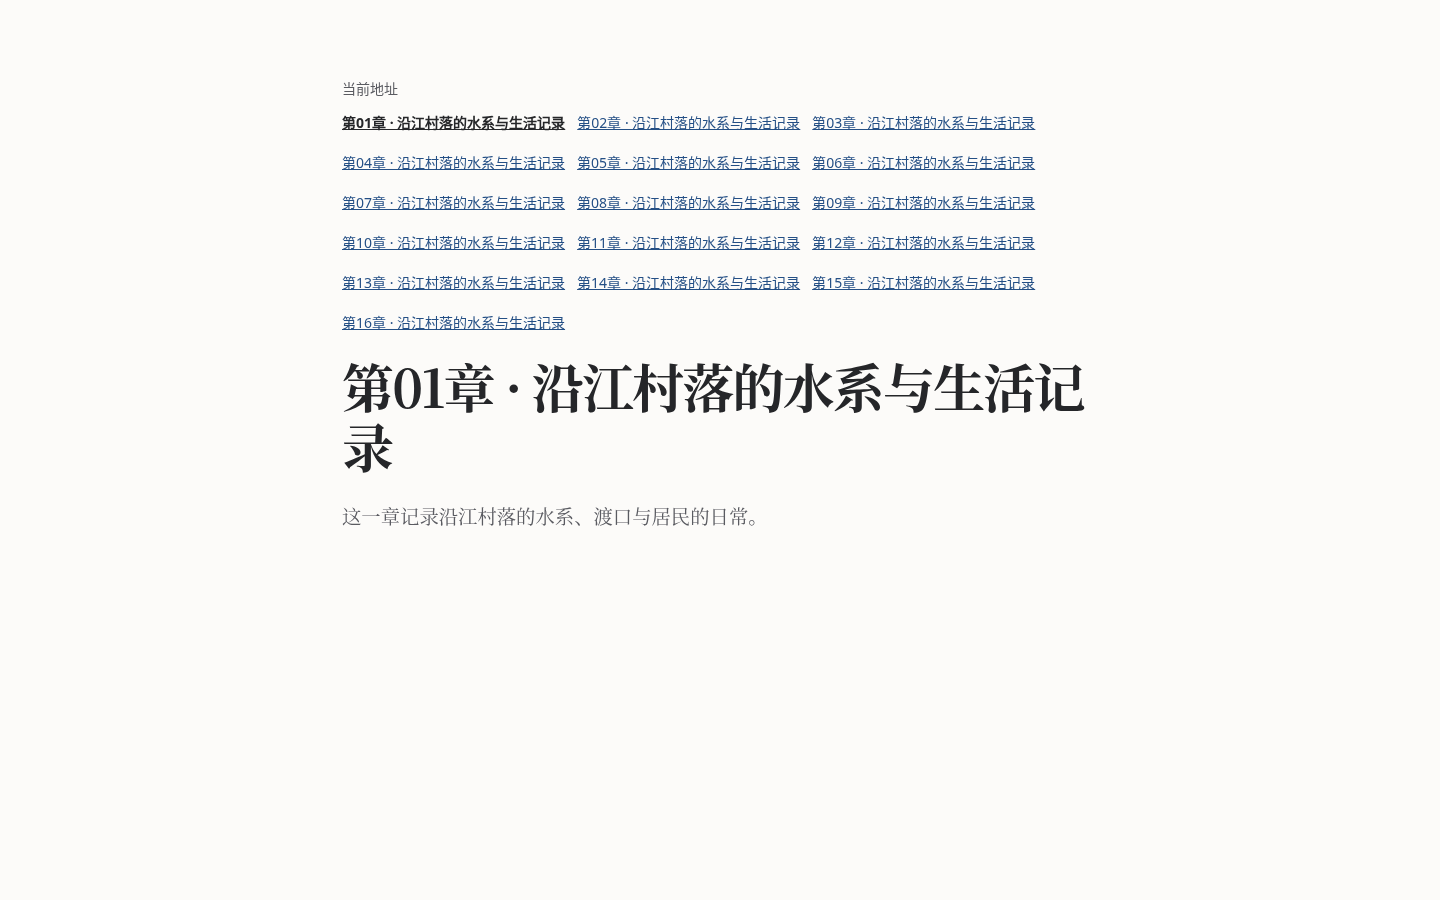 当前地址
第01章 · 沿江村落的水系与生活记录 第02章 · 沿江村落的水系与生活记录 第03章 · 沿江村落的水系与生活记录
第04章 · 沿江村落的水系与生活记录 第05章 · 沿江村落的水系与生活记录 第06章 · 沿江村落的水系与生活记录
第07章 · 沿江村落的水系与生活记录 第08章 · 沿江村落的水系与生活记录 第09章 · 沿江村落的水系与生活记录
第10章 · 沿江村落的水系与生活记录 第11章 · 沿江村落的水系与生活记录 第12章 · 沿江村落的水系与生活记录
第13章 · 沿江村落的水系与生活记录 第14章 · 沿江村落的水系与生活记录 第15章 · 沿江村落的水系与生活记录
第16章 · 沿江村落的水系与生活记录
第01章 · 沿江村落的水系与生活记
录
这一章记录沿江村落的水系、渡口与居民的日常。